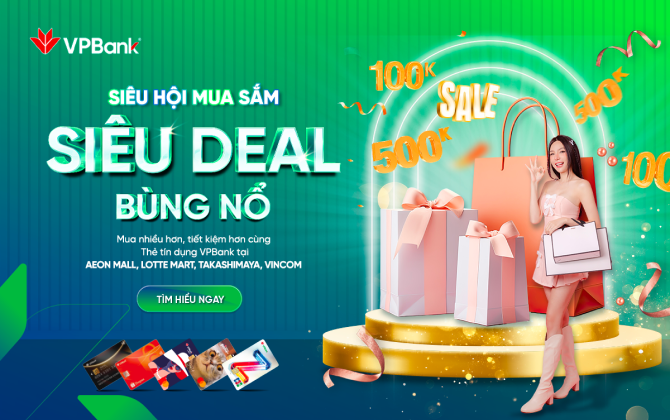 VPBank
SIÊU HỘI MUA SẮM
SIÊU DEAL
BÙNG NỔ
Mua nhiều hơn, tiết kiệm hơn cùng
Thẻ tín dụng VPBank tại
AEON MALL, LOTTE MART, TAKASHIMAYA, VINCOM
TÌM HIỂU NGAY
100K
SALE
500K
500K
100